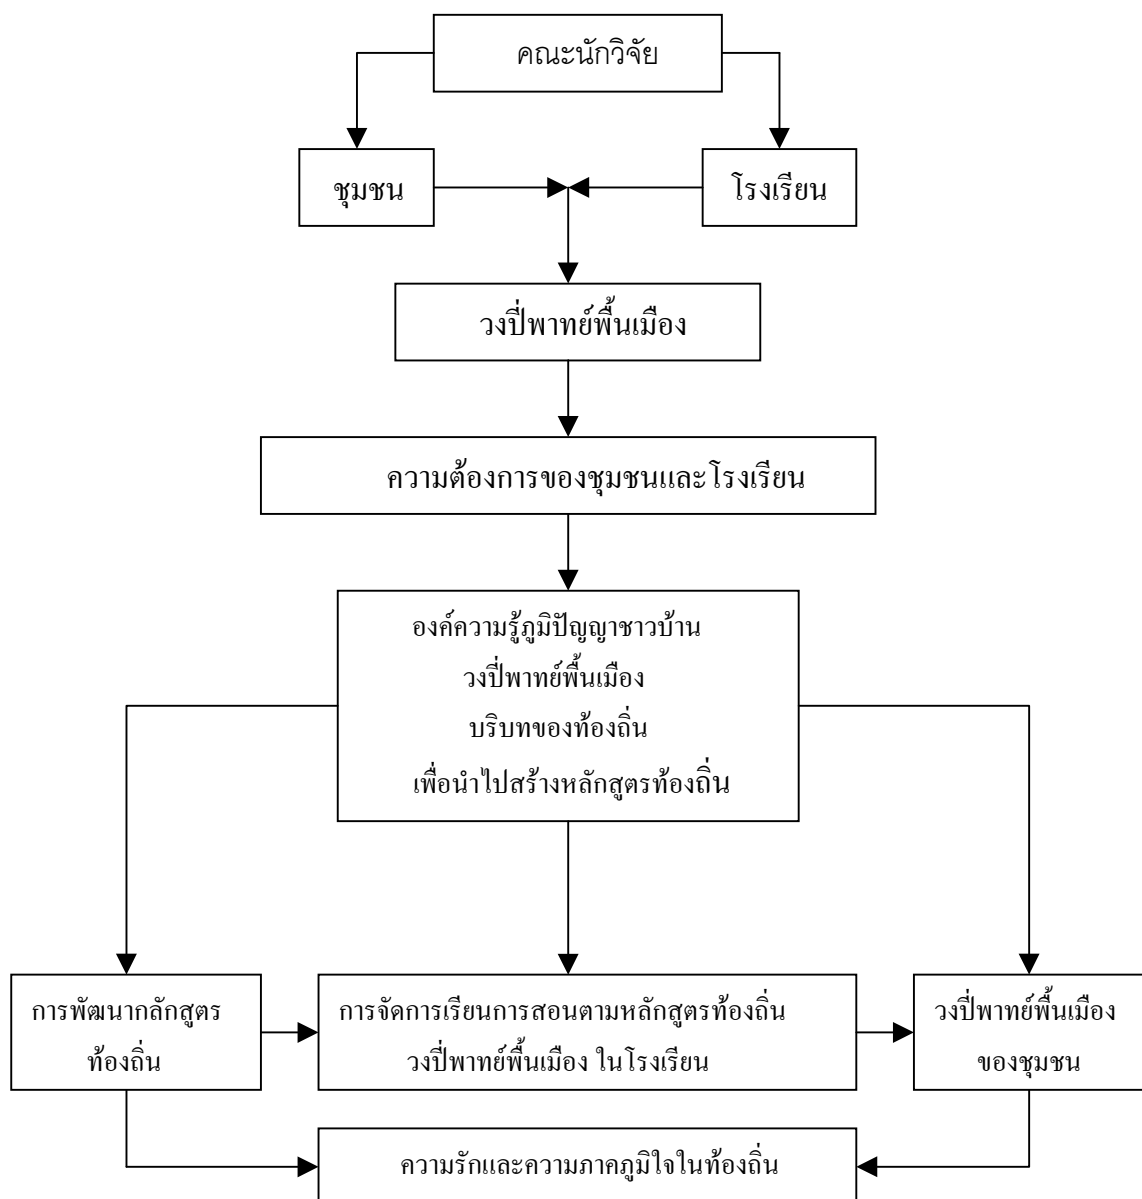 คณะนักวิจัย
ชุมชน
โรงเรียน
วงปี่พาทย์พื้นเมือง
ความต้องการของชุมชนและโรงเรียน
องค์ความรู้ภูมิปัญญาชาวบ้าน
วงปี่พาทย์พื้นเมือง
บริบทของท้องถิ่น
เพื่อนำไปสร้างหลักสูตรท้องถิ่น
การพัฒนากลักสูตร
ท้องถิ่น
การจัดการเรียนการสอนตามหลักสูตรท้องถิ่น
วงปี่พาทย์พื้นเมือง ในโรงเรียน
วงปี่พาทย์พื้นเมือง
ของชุมชน
ความรักและความภาคภูมิใจในท้องถิ่น